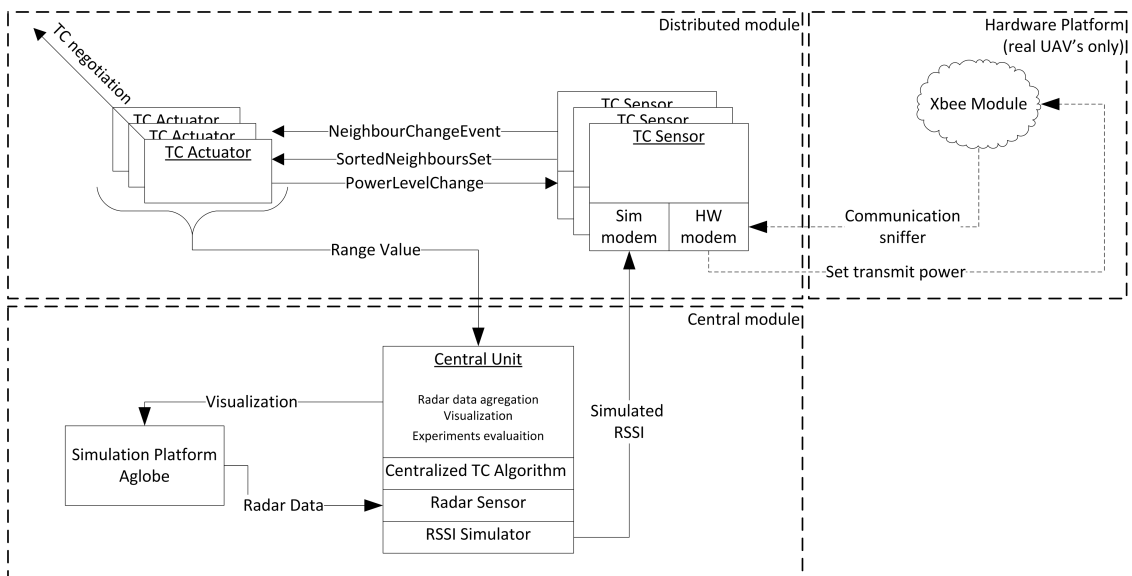 Distributed module
Hardware Platform
(real UAV's only)
TC negotiation
TC Actuator
TC Actuator
TC Actuator
NeighbourChangeEvent
SortedNeighboursSet
PowerLevelChange
TC Sensor
TC Sensor
TC Sensor
Sim
modem
HW
modem
Xbee Module
Communication
sniffer
Set transmit power
Range Value
Central module
Central Unit
Radar data agregation
Visualization
Experiments evaluaition
Centralized TC Algorithm
Radar Sensor
RSSI Simulator
Visualization
Simulation Platform
Aglobe
Radar Data
Simulated
RSSI